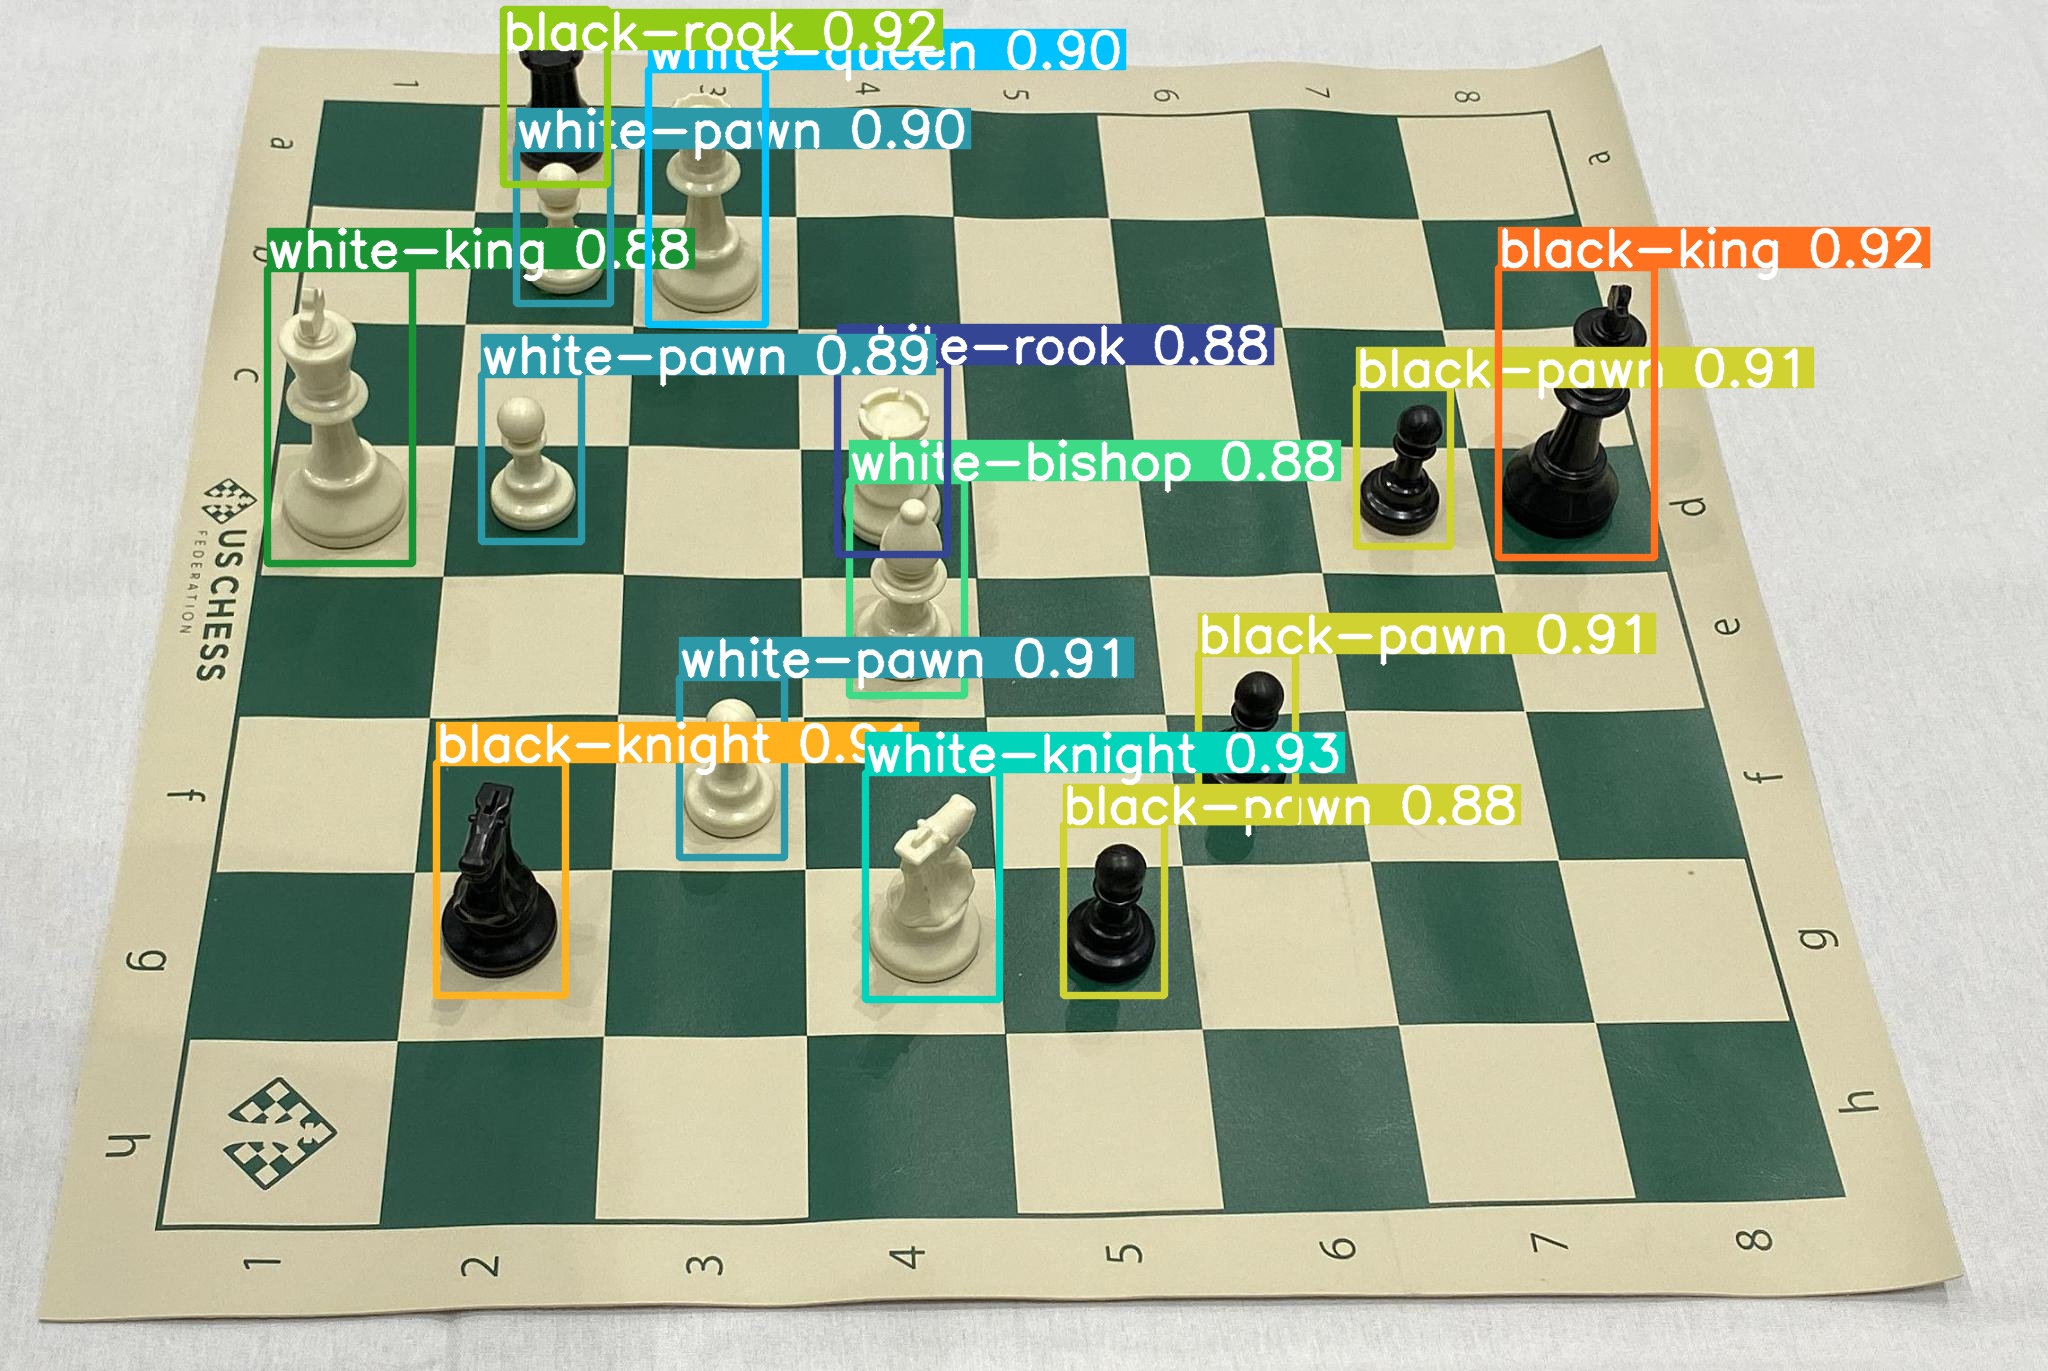 black-rook 0.92
white-queen 0.90
1 3 4 5 6 7 8
white-pawn 0.90
a a
white-king 0.88
black-king 0.92
white-pawn 0.89
e-rook 0.88
black-pawn 0.91
c
white-bishop 0.88
d
US CHESS
FEDERATION
black-pawn 0.91
e
white-pawn 0.91
black-knight 0.91
white-knight 0.93
f f
black-pawn 0.88
g g
h h
1 2 3 4 5 6 7 8